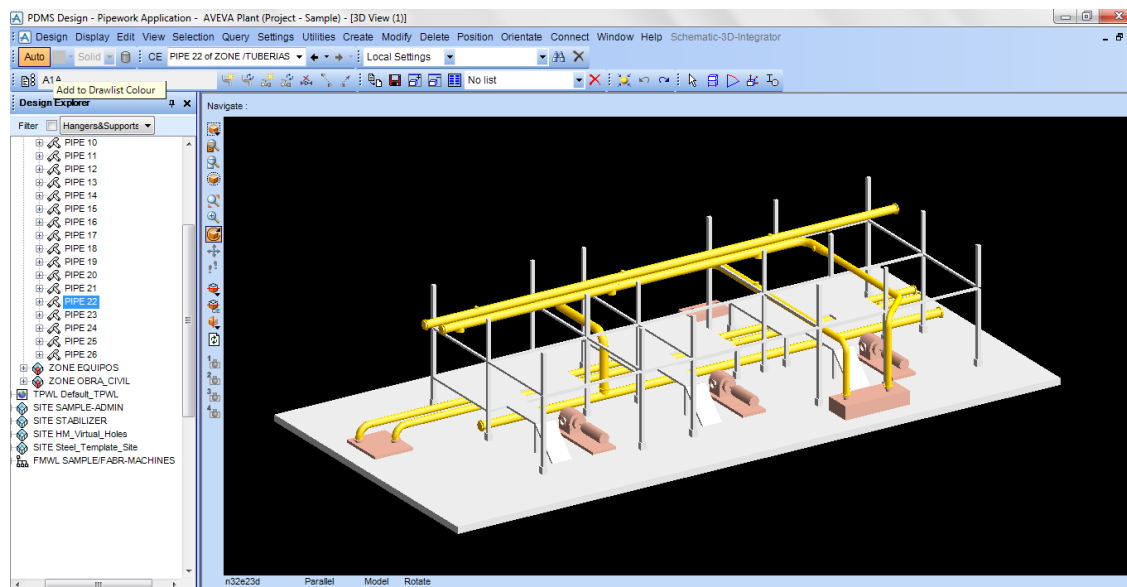 PDMS Design - Pipework Application - AVEVA Plant (Project - Sample) - [3D View (1)]
Design Display Edit View Selection Query Settings Utilities Create Modify Delete Position Orientate Connect Window Help Schematic-3D-Integrator
Auto Solid CE PIPE 22 of ZONE /TUBERIAS Local Settings
A1A No list
Add to Drawlist Colour
Design Explorer
Navigate :
Filter Hangers&Supports
PIPE 10
PIPE 11
PIPE 12
PIPE 13
PIPE 14
PIPE 15
PIPE 16
PIPE 17
PIPE 18
PIPE 19
PIPE 20
PIPE 21
PIPE 22
PIPE 23
PIPE 24
PIPE 25
PIPE 26
ZONE EQUIPOS
ZONE OBRA_CIVIL
TPWL Default_TPWL
SITE SAMPLE-ADMIN
SITE STABILIZER
SITE HM_Virtual_Holes
SITE Steel_Template_Site
FMWL SAMPLE/FABR-MACHINES
CE
1
2
3
4
n32e23d Parallel Model Rotate